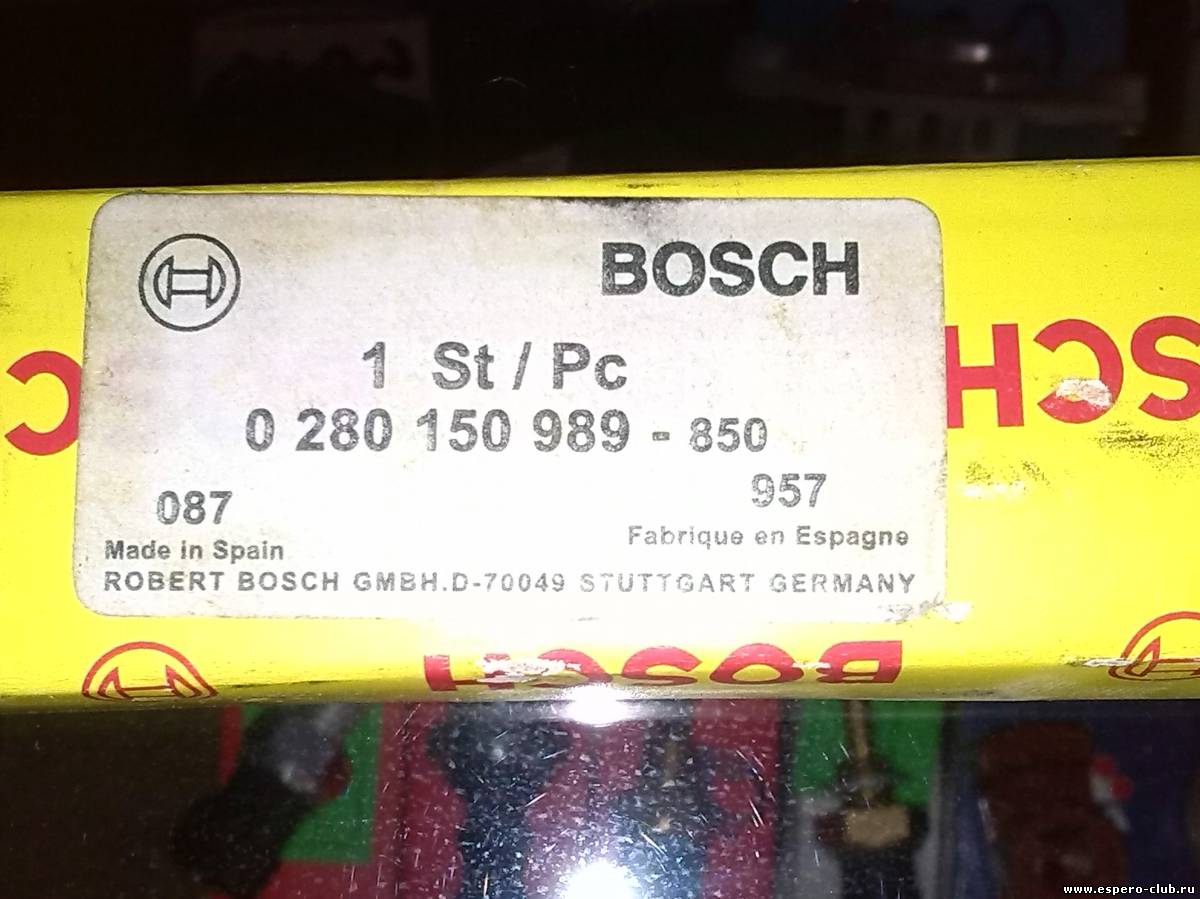 BOSCH
1 St / Pc
0 280 150 989 - 850
087 957
Made in Spain Fabrique en Espagne
ROBERT BOSCH GMBH.D-70049 STUTTGART GERMANY
BOSCH
www.espero-club.ru